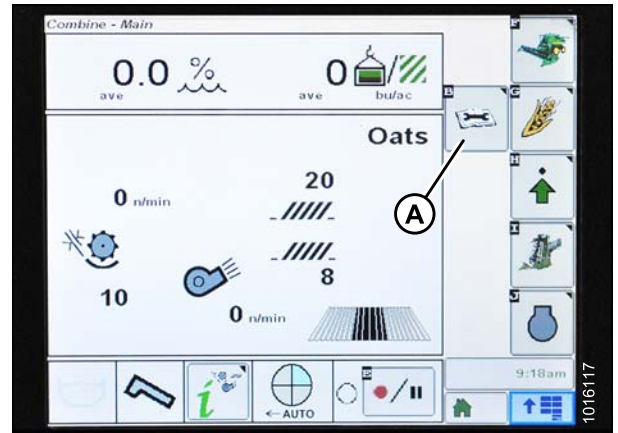 Combine - Main
F
0.0 %
ave
0 /
ave bu/ac
B
G
Oats
A
H
20
0 n/min
I
8
10
0 n/min
J
E
9:18am
i
← AUTO
/
1016117